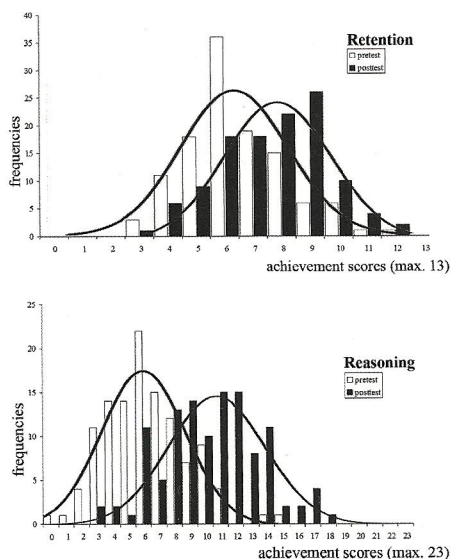 40
Retention
35
pretest
posttest
30
25
20
15
10
5
0
frequencies
0 1 2 3 4 5 6 7 8 9 10 11 12 13
achievement scores (max. 13)
25
Reasoning
20
pretest
posttest
15
10
5
0
frequencies
0 1 2 3 4 5 6 7 8 9 10 11 12 13 14 15 16 17 18 19 20 21 22 23
achievement scores (max. 23)